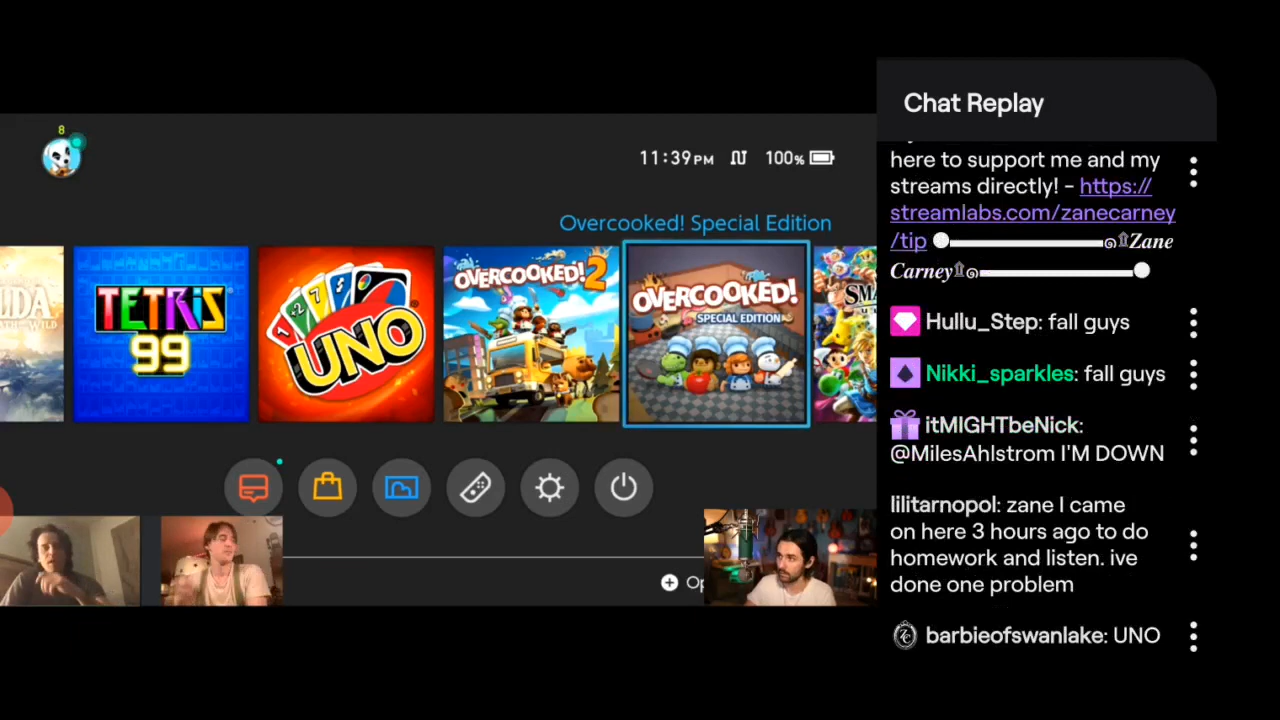 Chat Replay
8
11:39PM 100%
Overcooked! Special Edition
TETRIS
99
UNO
OVERCOOKED! 2
OVERCOOKED!
SPECIAL EDITION
here to support me and my
streams directly! - https://
streamlabs.com/zanecarney
/tip Zane
Carney
Hullu_Step: fall guys
Nikki_sparkles: fall guys
itMIGHTbeNick:
@MilesAhlstrom I'M DOWN
lilitarnopol: zane I came
on here 3 hours ago to do
homework and listen. ive
done one problem
barbieofswanlake: UNO